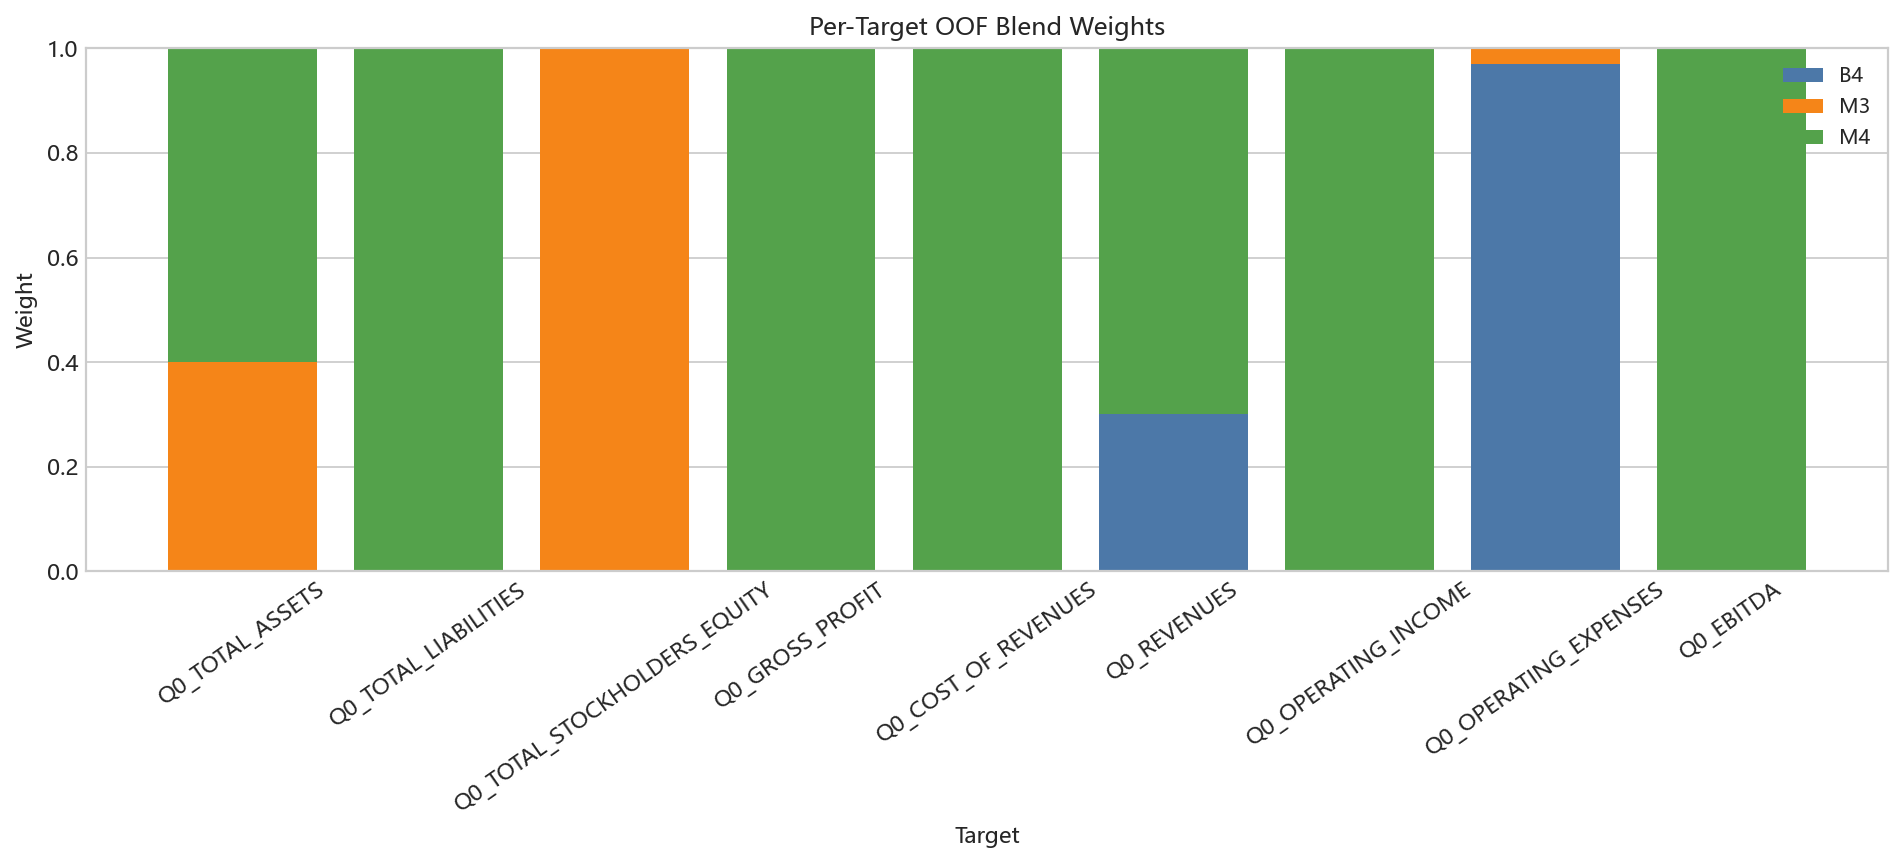 Per-Target OOF Blend Weights
Weight
1.0
0.8
0.6
0.4
0.2
0.0
B4
M3
M4
Q0_TOTAL_ASSETS
Q0_TOTAL_LIABILITIES
Q0_TOTAL_STOCKHOLDERS_EQUITY
Q0_GROSS_PROFIT
Q0_COST_OF_REVENUES
Q0_REVENUES
Q0_OPERATING_INCOME
Q0_OPERATING_EXPENSES
Q0_EBITDA
Target